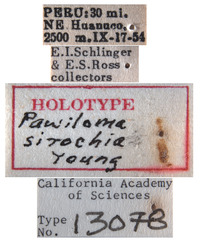 PERU: 30 mi.
NE Huanuco,
2500 m. IX-17-54
E.I.Schlinger
& E.S.Ross
collectors
HOLOTYPE
Pawiloma
sirochia
Young
California Academy
of Sciences
Type
No. 13078